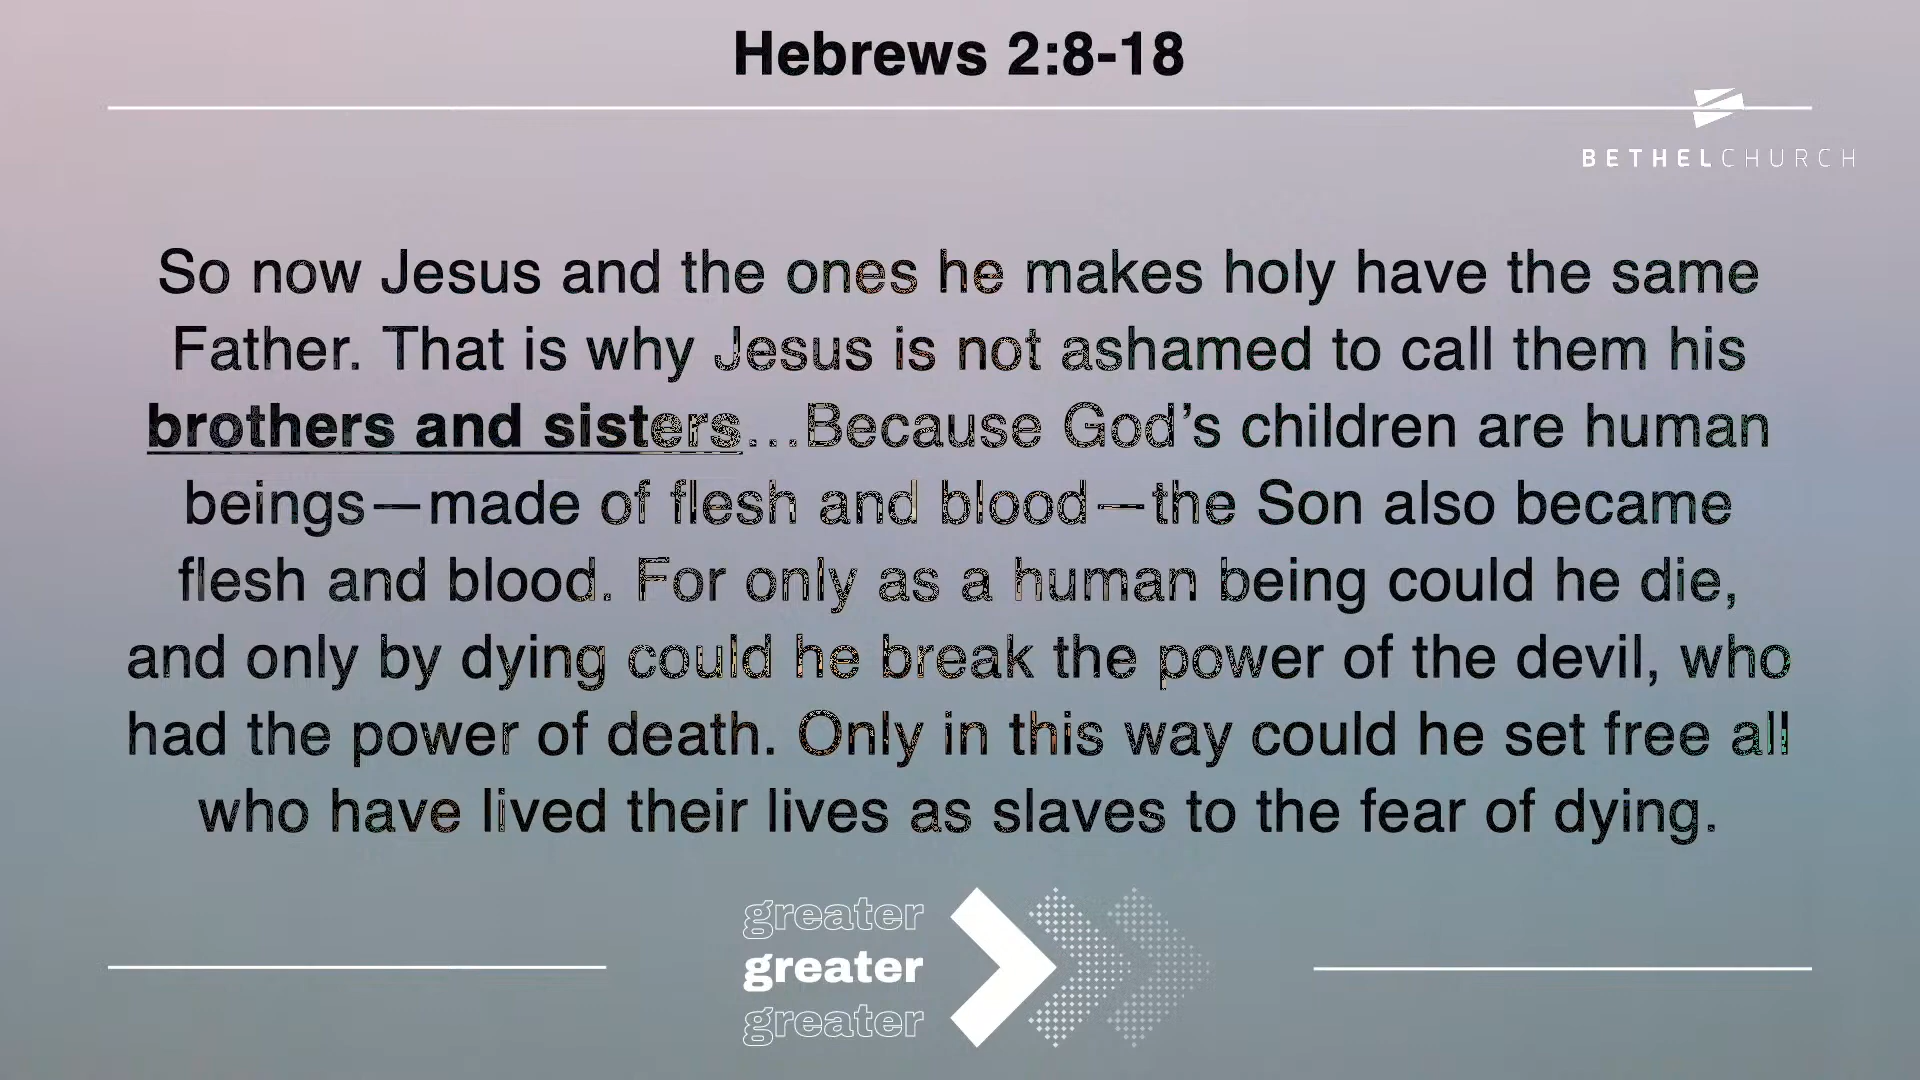 Hebrews 2:8-18
BETHELCHURCH
So now Jesus and the ones he makes holy have the same
Father. That is why Jesus is not ashamed to call them his
brothers and sisters...Because God’s children are human
beings—made of flesh and blood—the Son also became
flesh and blood. For only as a human being could he die,
and only by dying could he break the power of the devil, who
had the power of death. Only in this way could he set free all
who have lived their lives as slaves to the fear of dying.
greater
greater
greater